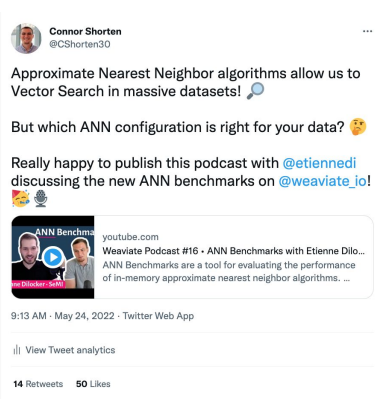 Connor Shorten
@CShorten30
Approximate Nearest Neighbor algorithms allow us to
Vector Search in massive datasets! 🔎
But which ANN configuration is right for your data? 🤔
Really happy to publish this podcast with @etiennedi
discussing the new ANN benchmarks on @weaviate_io!
🥳 🎙️
ANN Benchma
ne Dilocker - SeMI
youtube.com
Weaviate Podcast #16 • ANN Benchmarks with Etienne Dilo...
ANN Benchmarks are a tool for evaluating the performance
of in-memory approximate nearest neighbor algorithms. ...
9:13 AM · May 24, 2022 · Twitter Web App
View Tweet analytics
14 Retweets 50 Likes